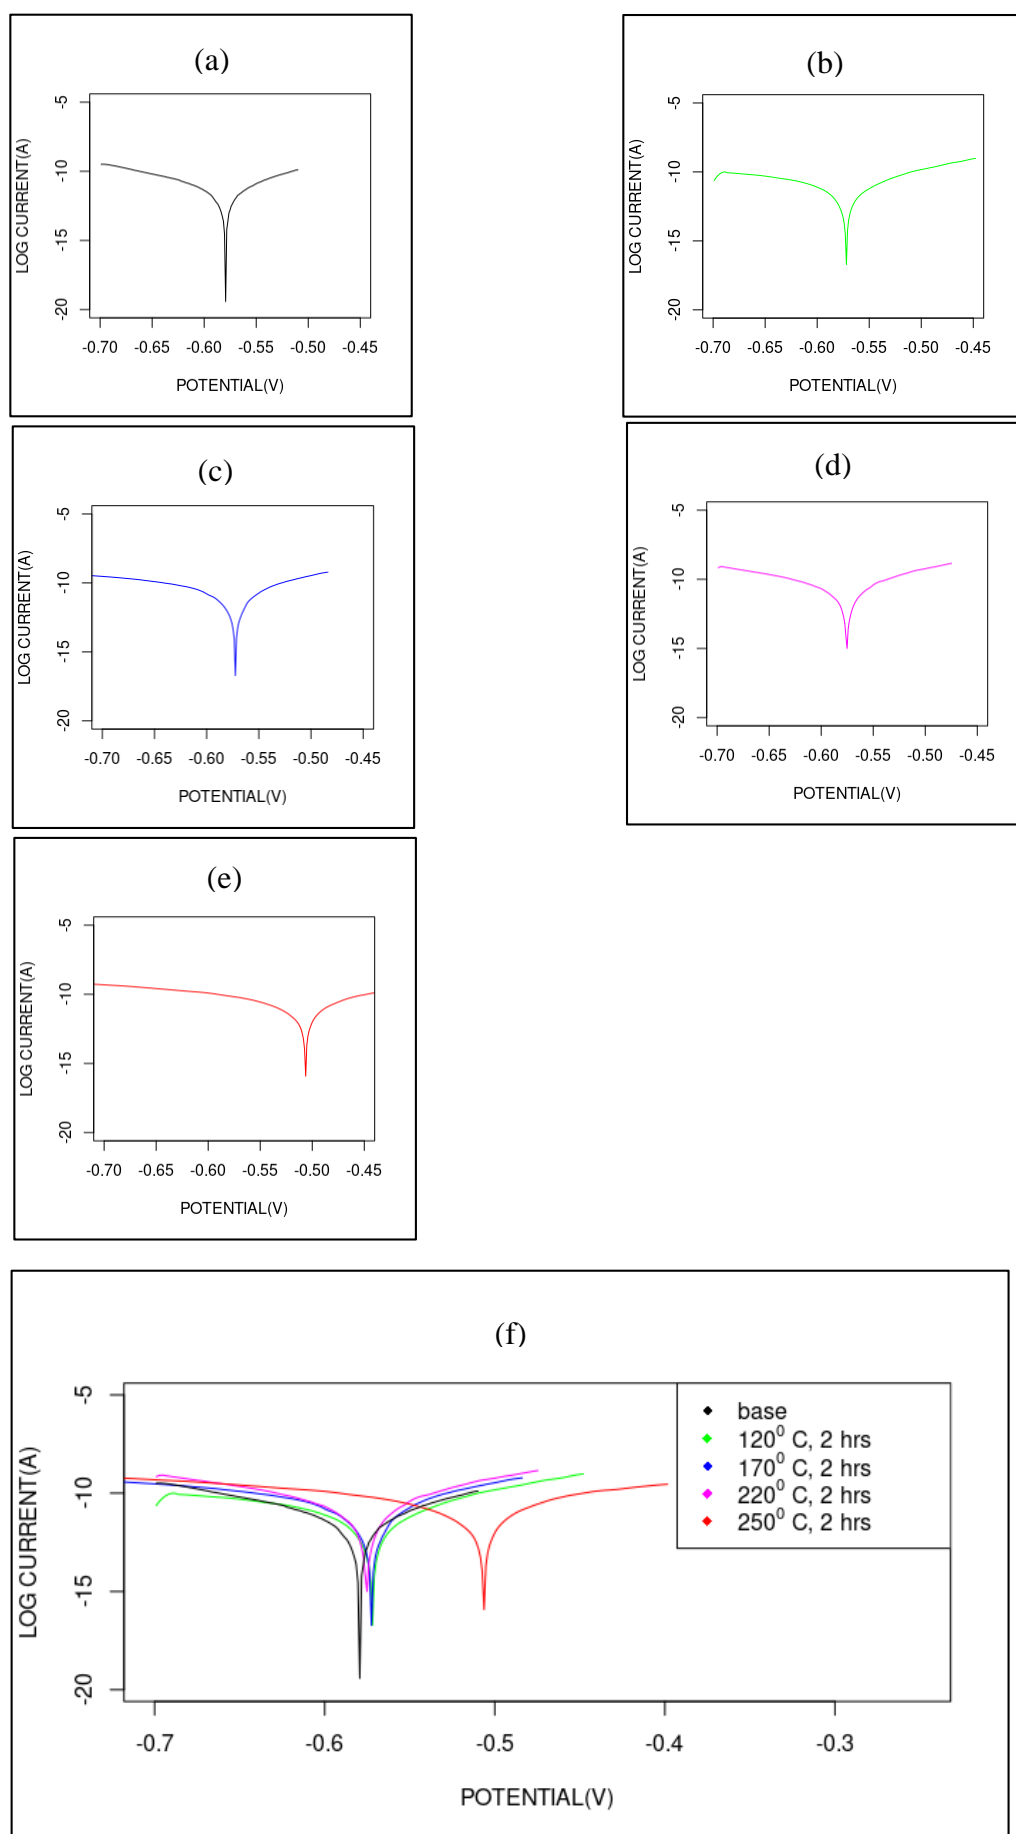 (a)
-5
-10
-15
-20
LOG CURRENT(A)
-0.70 -0.65 -0.60 -0.55 -0.50 -0.45
POTENTIAL(V)
(b)
-5
-10
-15
-20
LOG CURRENT(A)
-0.70 -0.65 -0.60 -0.55 -0.50 -0.45
POTENTIAL(V)
(c)
-5
-10
-15
-20
LOG CURRENT(A)
-0.70 -0.65 -0.60 -0.55 -0.50 -0.45
POTENTIAL(V)
(d)
-5
-10
-15
-20
LOG CURRENT(A)
-0.70 -0.65 -0.60 -0.55 -0.50 -0.45
POTENTIAL(V)
(e)
-5
-10
-15
-20
LOG CURRENT(A)
-0.70 -0.65 -0.60 -0.55 -0.50 -0.45
POTENTIAL(V)
(f)
-5
-10
-15
-20
LOG CURRENT(A)
base
120⁰ C, 2 hrs
170⁰ C, 2 hrs
220⁰ C, 2 hrs
250⁰ C, 2 hrs
-0.7 -0.6 -0.5 -0.4 -0.3
POTENTIAL(V)